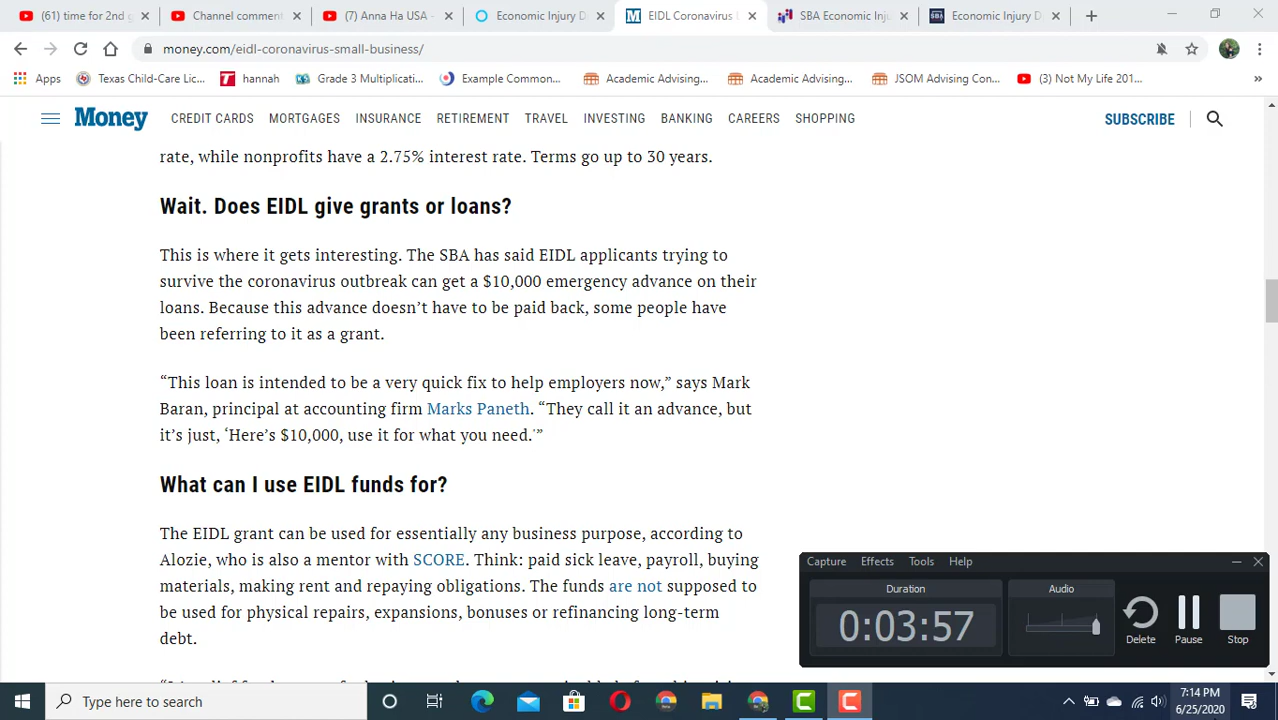 (61) time for 2nd g
Channel comment
(7) Anna Ha USA -
Economic Injury D
EIDL Coronavirus
SBA Economic Inju
Economic Injury D
money.com/eidl-coronavirus-small-business/
Apps
Texas Child-Care Lic...
hannah
Grade 3 Multiplicati...
Example Common...
Academic Advising...
Academic Advising...
JSOM Advising Con...
(3) Not My Life 201...
Money
CREDIT CARDS
MORTGAGES
INSURANCE
RETIREMENT
TRAVEL
INVESTING
BANKING
CAREERS
SHOPPING
SUBSCRIBE
rate, while nonprofits have a 2.75% interest rate. Terms go up to 30 years.
Wait. Does EIDL give grants or loans?
This is where it gets interesting. The SBA has said EIDL applicants trying to
survive the coronavirus outbreak can get a $10,000 emergency advance on their
loans. Because this advance doesn’t have to be paid back, some people have
been referring to it as a grant.
“This loan is intended to be a very quick fix to help employers now,” says Mark
Baran, principal at accounting firm Marks Paneth. “They call it an advance, but
it’s just, ‘Here’s $10,000, use it for what you need.’”
What can I use EIDL funds for?
The EIDL grant can be used for essentially any business purpose, according to
Alozie, who is also a mentor with SCORE. Think: paid sick leave, payroll, buying
materials, making rent and repaying obligations. The funds are not supposed to
be used for physical repairs, expansions, bonuses or refinancing long-term
debt.
Capture Effects Tools Help
Duration
0:03:57
Audio
Delete
Pause
Stop
Type here to search
7:14 PM
6/25/2020